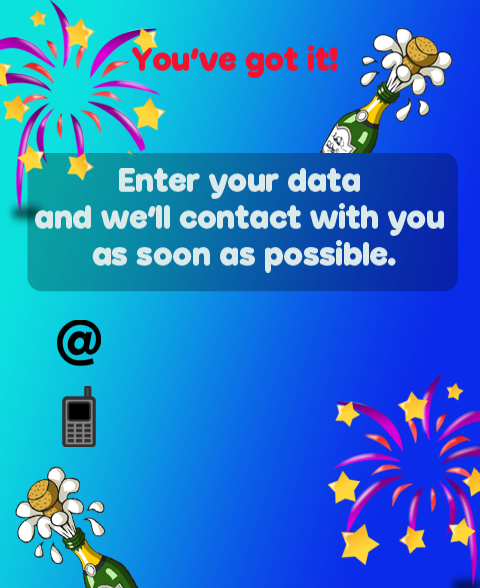 You've got it!
Enter your data
and we'll contact with you
as soon as possible.
@